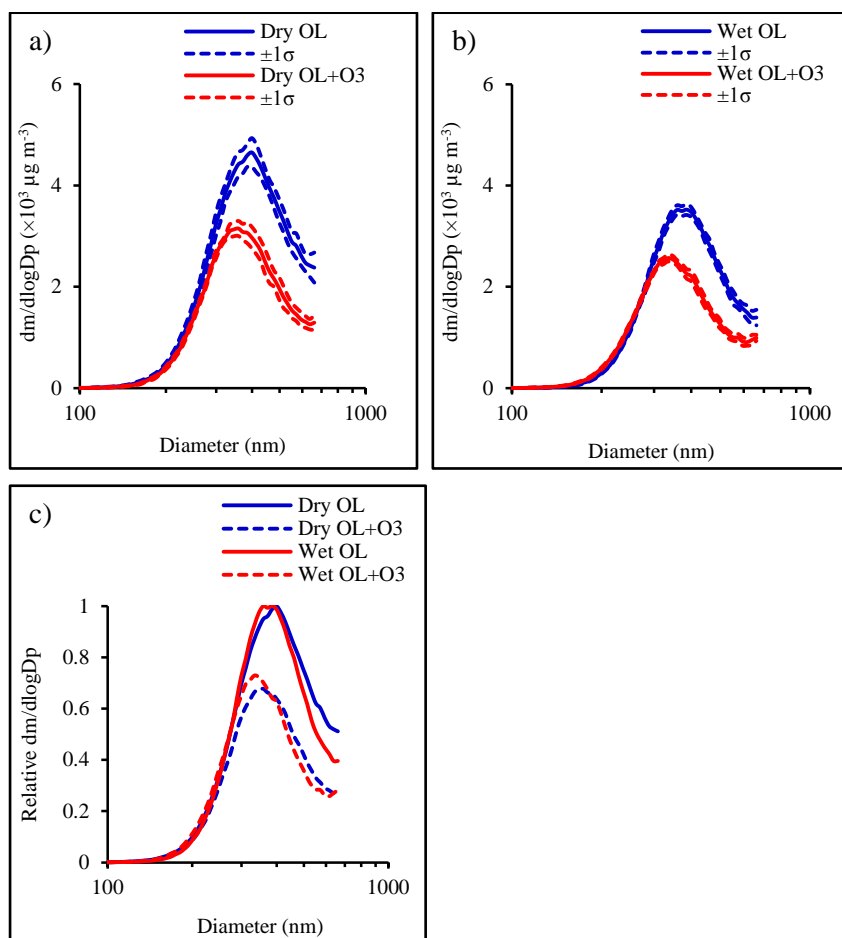 a)
Dry OL
±1σ
Dry OL+O3
±1σ
dm/dlogDp (×10³ µg m⁻³)
6
4
2
0
100
1000
Diameter (nm)
b)
Wet OL
±1σ
Wet OL+O3
±1σ
dm/dlogDp (×10³ µg m⁻³)
6
4
2
0
100
1000
Diameter (nm)
c)
Dry OL
Dry OL+O3
Wet OL
Wet OL+O3
Relative dm/dlogDp
1
0.8
0.6
0.4
0.2
0
100
1000
Diameter (nm)